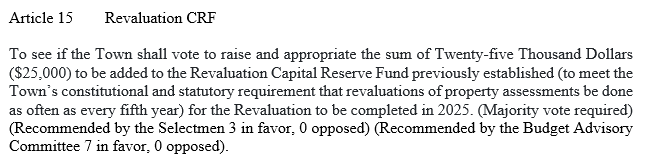 Article 15 Revaluation CRF
To see if the Town shall vote to raise and appropriate the sum of Twenty-five Thousand Dollars
($25,000) to be added to the Revaluation Capital Reserve Fund previously established (to meet the
Town’s constitutional and statutory requirement that revaluations of property assessments be done
as often as every fifth year) for the Revaluation to be completed in 2025. (Majority vote required)
(Recommended by the Selectmen 3 in favor, 0 opposed) (Recommended by the Budget Advisory
Committee 7 in favor, 0 opposed).